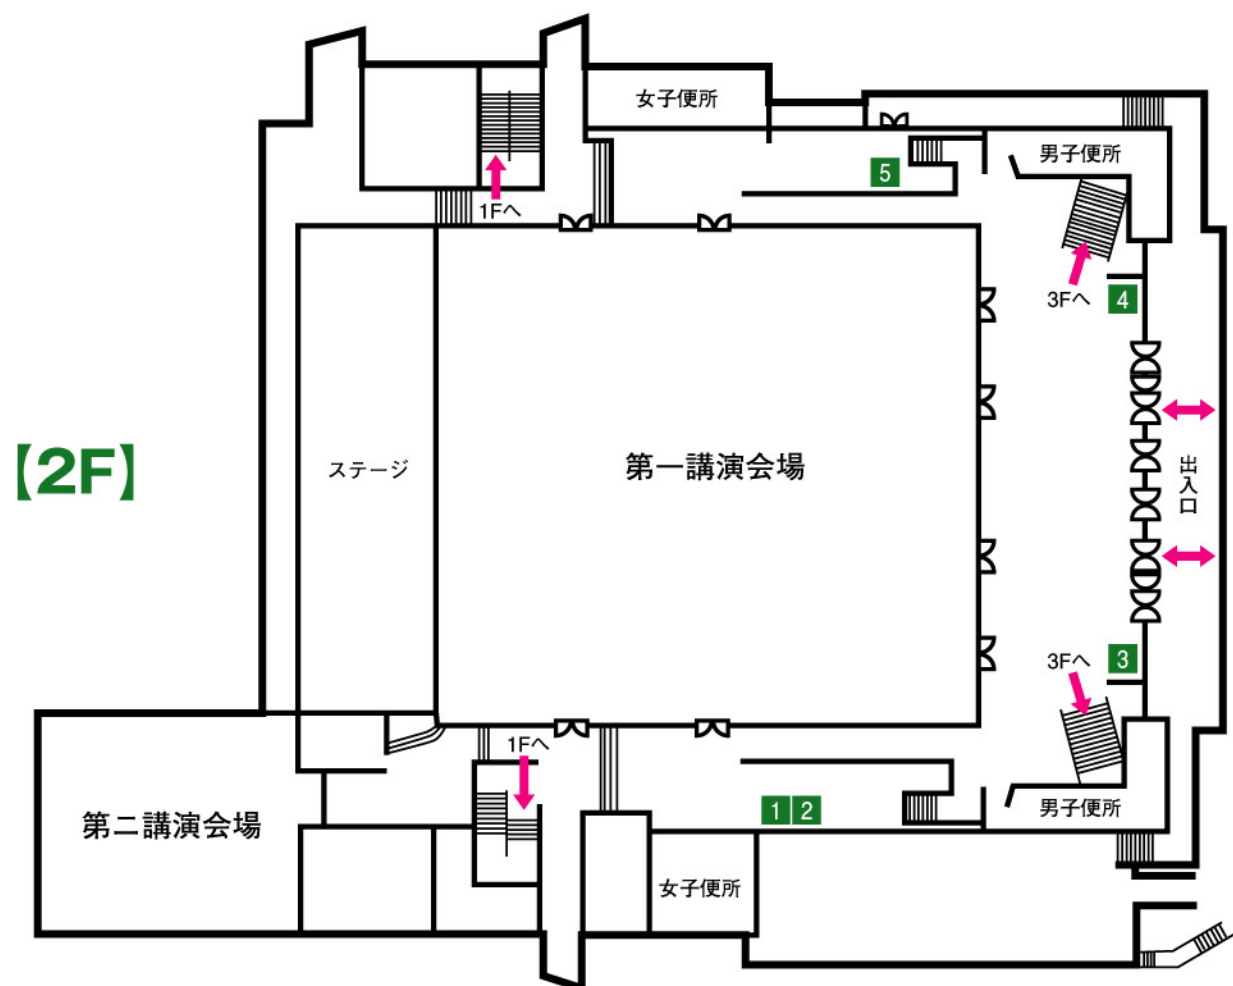 女子便所
男子便所
5
1Fへ
3Fへ
4
【2F】
ステージ
第一講演会場
出入口
3Fへ
3
1Fへ
第二講演会場
1 2
男子便所
女子便所